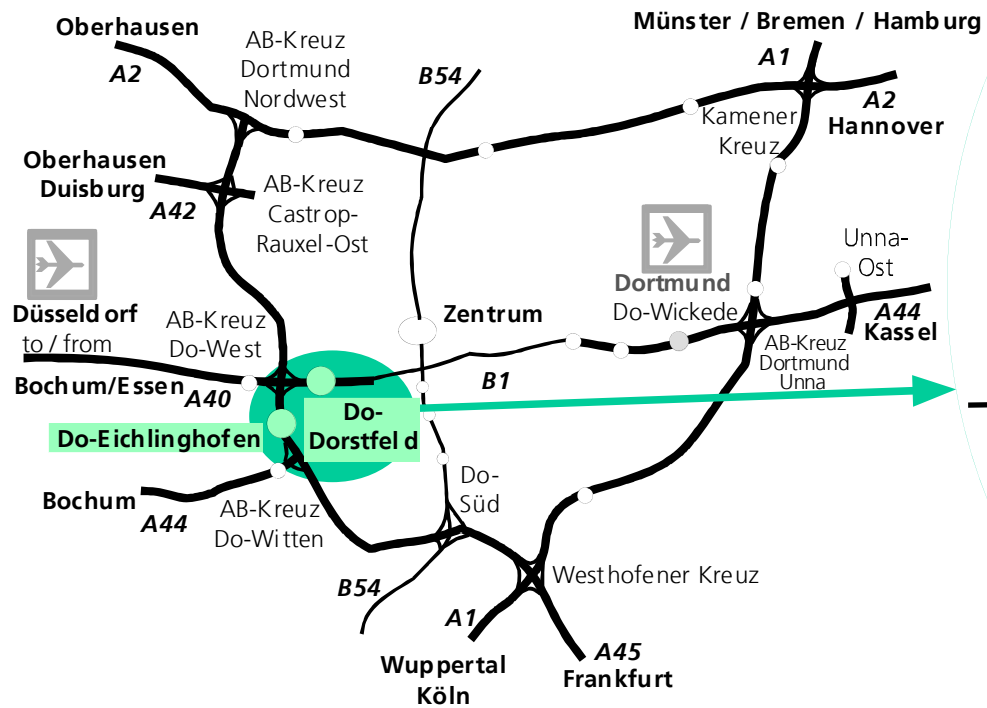 Oberhausen
A2
AB-Kreuz
Dortmund
Nordwest
B54
Münster / Bremen / Hamburg
A1
A2
Hannover
Kamener
Kreuz
Oberhausen
Duisburg
A42
AB-Kreuz
Castrop-
Rauxel-Ost
Düsseldorf
to / from
Bochum/Essen
A40
AB-Kreuz
Do-West
Zentrum
B1
Dortmund
Do-Wickede
Unna-
Ost
A44
Kassel
AB-Kreuz
Dortmund
Unna
Do-
Dorstfeld
Do-Eichlinghofen
Bochum
A44
AB-Kreuz
Do-Witten
Do-
Süd
B54
Westhofener Kreuz
A1
Wuppertal
Köln
A45
Frankfurt